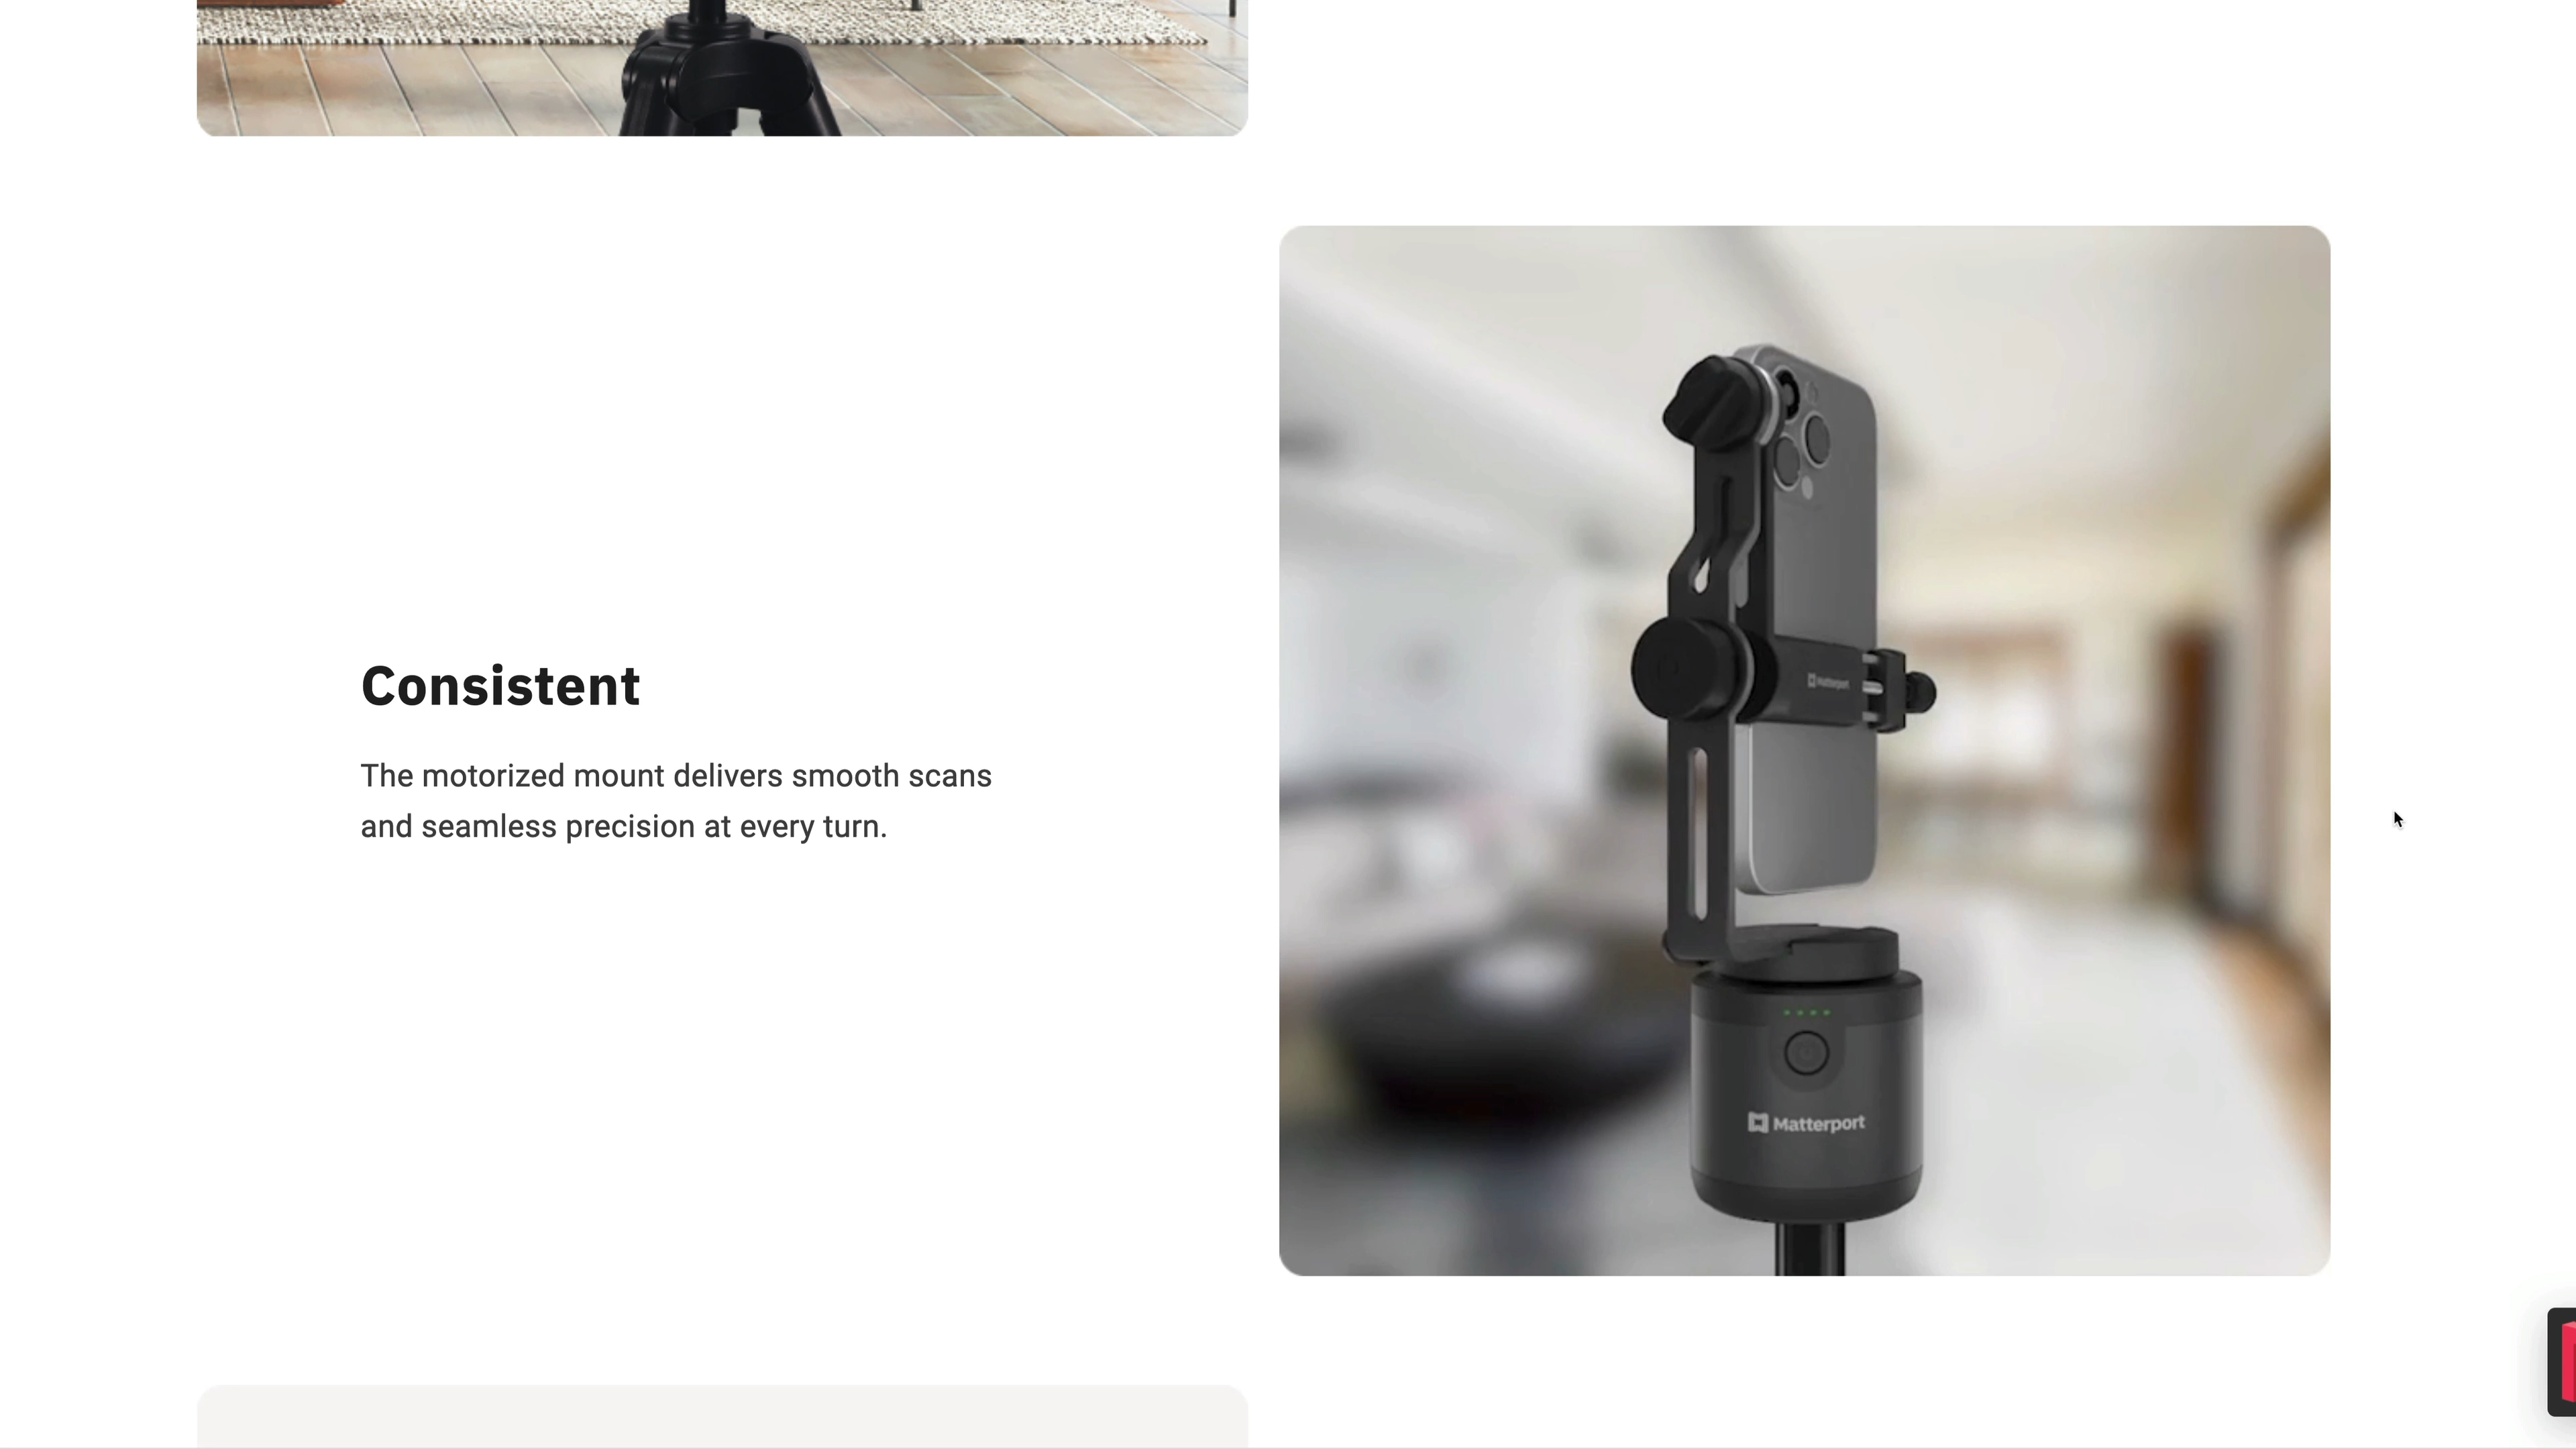 Consistent
The motorized mount delivers smooth scans
and seamless precision at every turn.
Matterport
Matterport